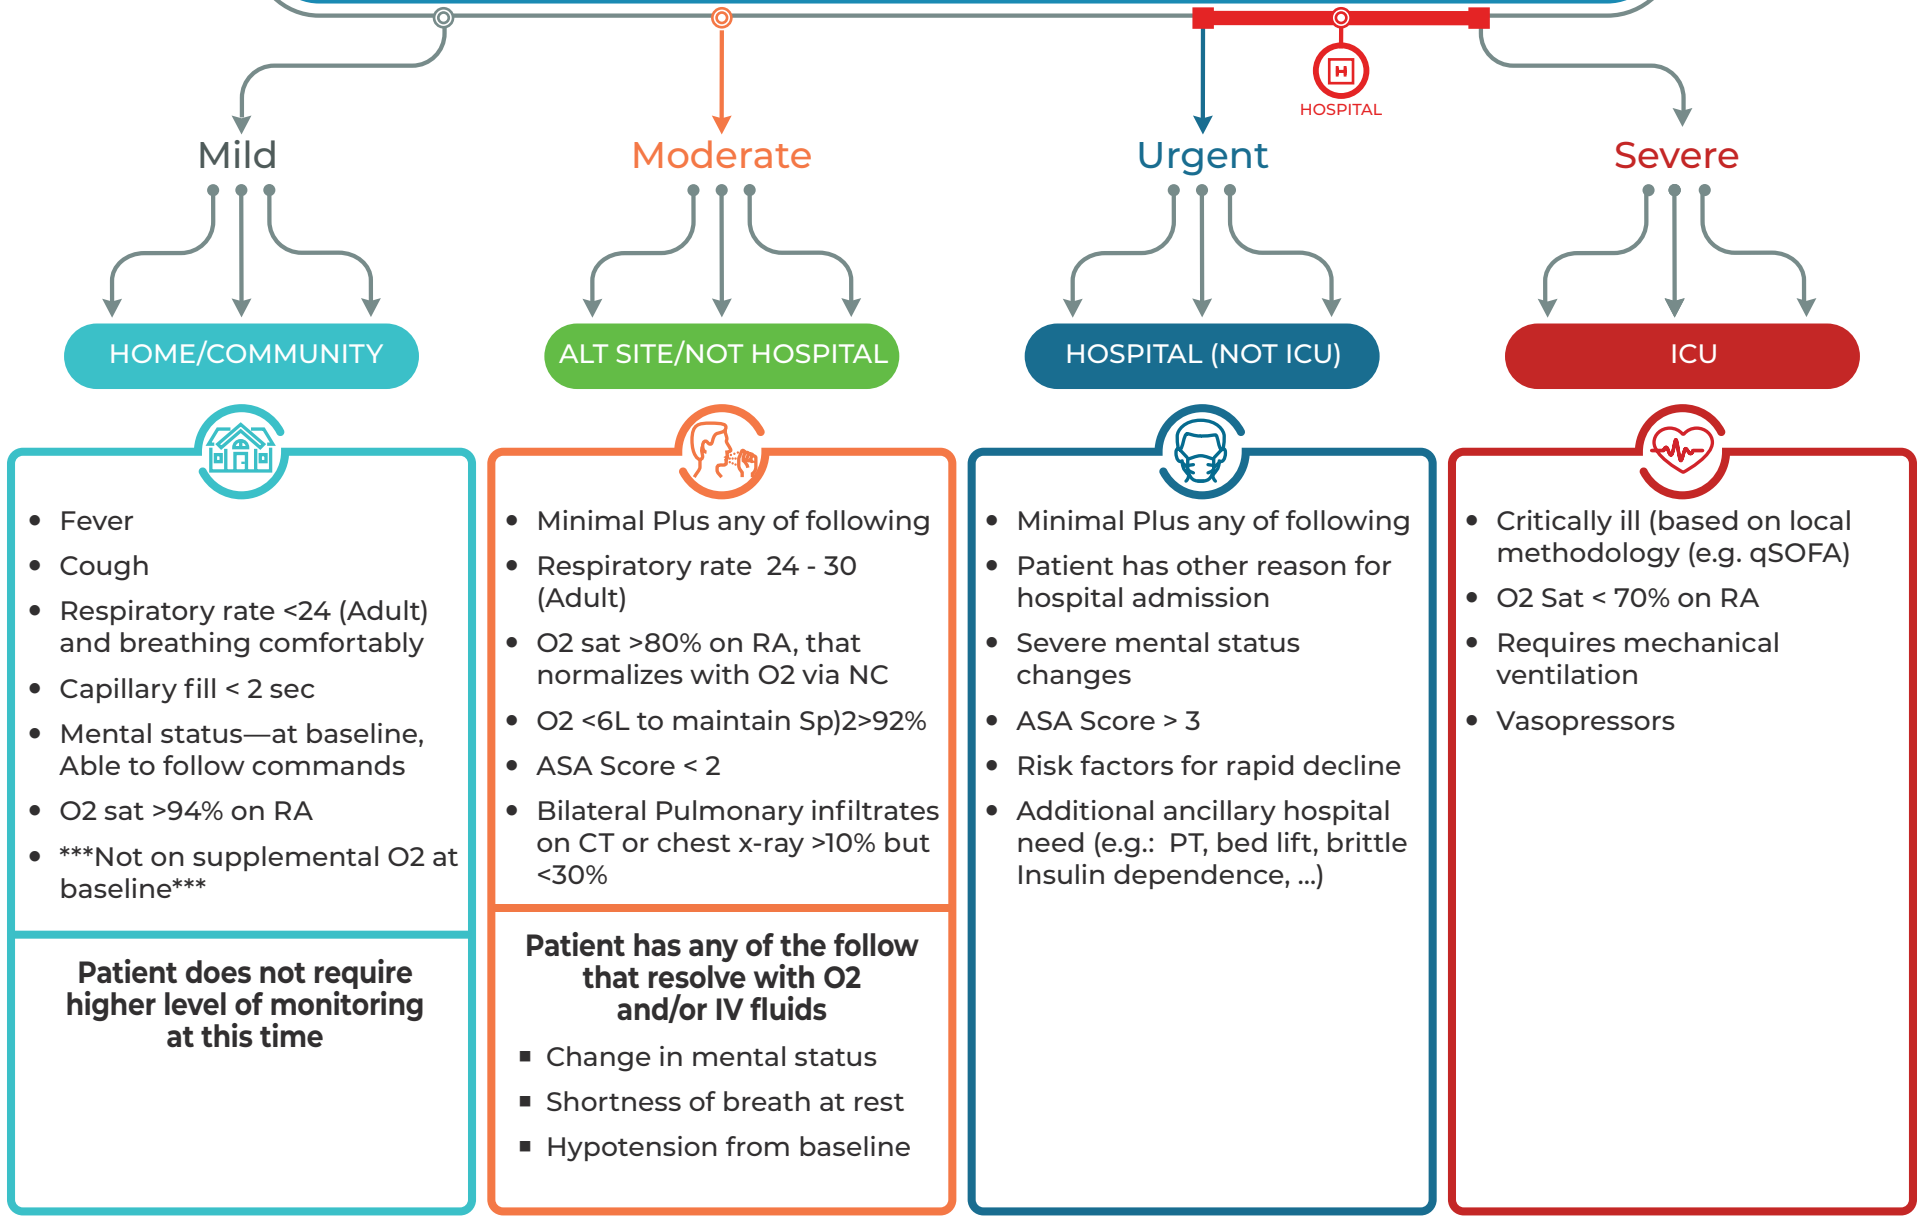 HOSPITAL
Mild
Moderate
Urgent
Severe
HOME/COMMUNITY
ALT SITE/NOT HOSPITAL
HOSPITAL (NOT ICU)
ICU
• Fever
• Cough
• Respiratory rate <24 (Adult)
and breathing comfortably
• Capillary fill < 2 sec
• Mental status—at baseline,
Able to follow commands
• O2 sat >94% on RA
• ***Not on supplemental O2 at
baseline***
Patient does not require
higher level of monitoring
at this time
• Minimal Plus any of following
• Respiratory rate 24 - 30
(Adult)
• O2 sat >80% on RA, that
normalizes with O2 via NC
• O2 <6L to maintain Sp)2>92%
• ASA Score < 2
• Bilateral Pulmonary infiltrates
on CT or chest x-ray >10% but
<30%
Patient has any of the follow
that resolve with O2
and/or IV fluids
▪ Change in mental status
▪ Shortness of breath at rest
▪ Hypotension from baseline
• Minimal Plus any of following
• Patient has other reason for
hospital admission
• Severe mental status
changes
• ASA Score > 3
• Risk factors for rapid decline
• Additional ancillary hospital
need (e.g.: PT, bed lift, brittle
Insulin dependence, ...)
• Critically ill (based on local
methodology (e.g. qSOFA)
• O2 Sat < 70% on RA
• Requires mechanical
ventilation
• Vasopressors